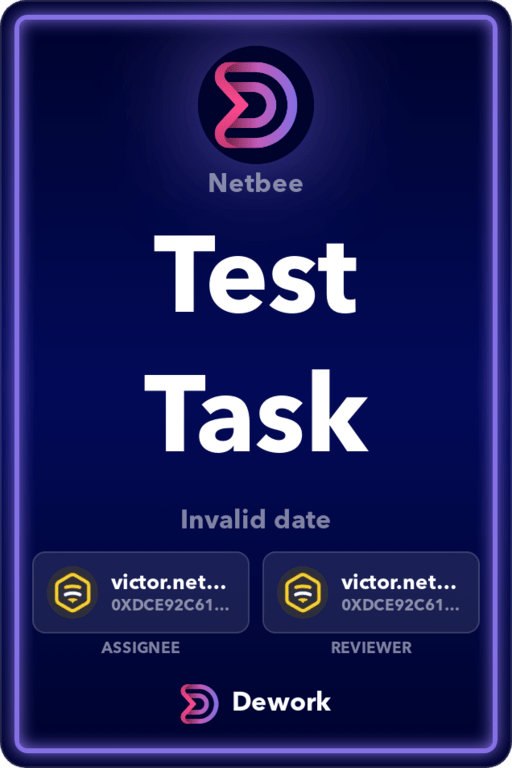 Netbee
Test
Task
Invalid date
victor.net...
0XDCE92C61...
ASSIGNEE
victor.net...
0XDCE92C61...
REVIEWER
Dework